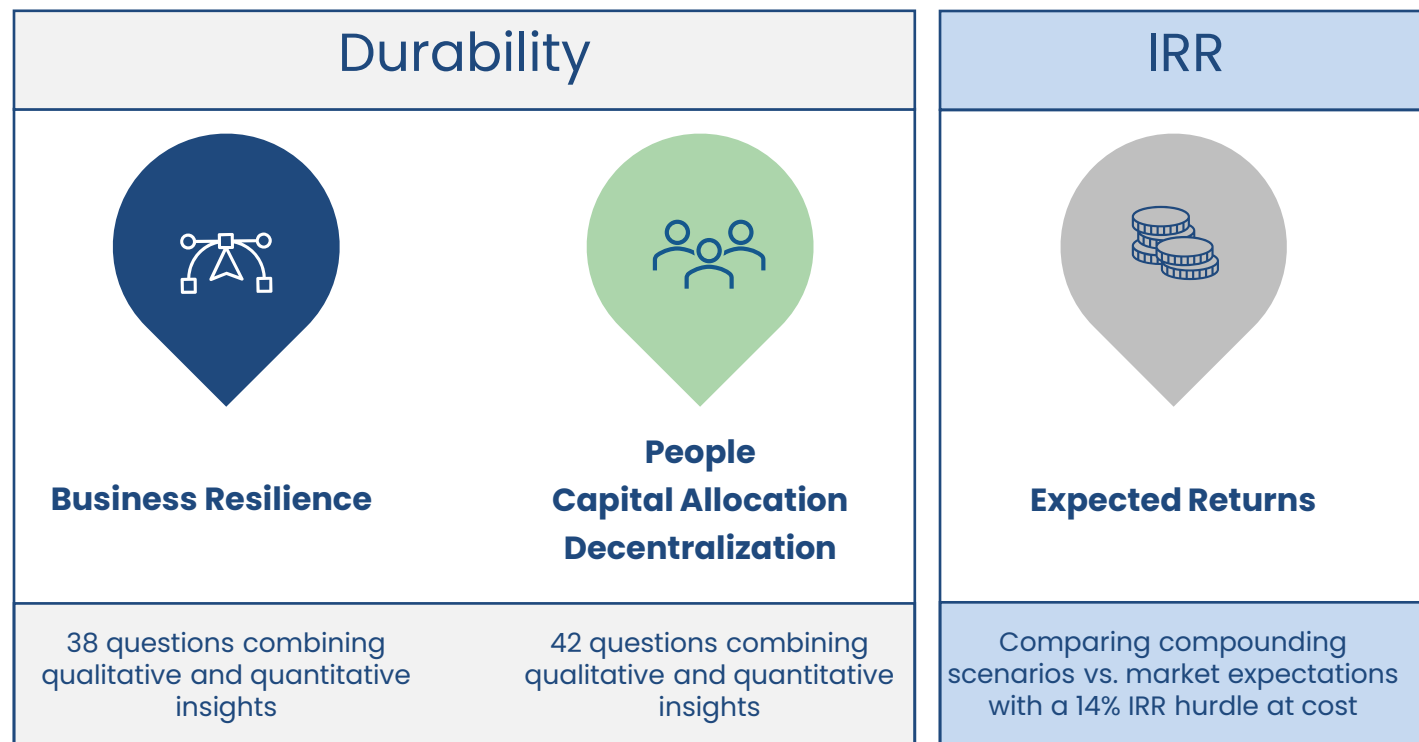 Durability
IRR
Business Resilience
People
Capital Allocation
Decentralization
Expected Returns
38 questions combining
qualitative and quantitative
insights
42 questions combining
qualitative and quantitative
insights
Comparing compounding
scenarios vs. market expectations
with a 14% IRR hurdle at cost